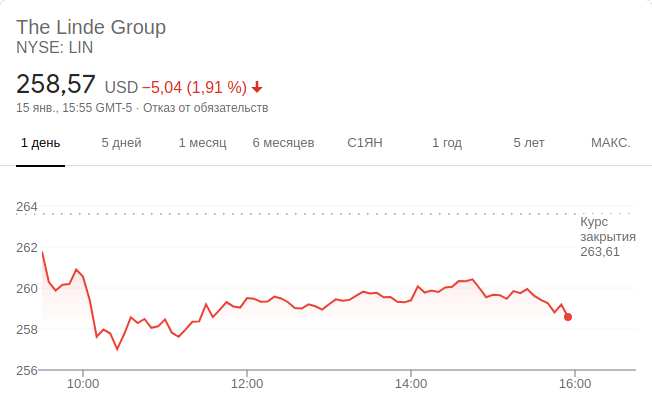 The Linde Group
NYSE: LIN
258,57 USD −5,04 (1,91 %)
15 янв., 15:55 GMT-5 · Отказ от обязательств
1 день 5 дней 1 месяц 6 месяцев С1ЯН 1 год 5 лет МАКС.
264
Курс
закрытия
263,61
262
260
258
256
10:00 12:00 14:00 16:00